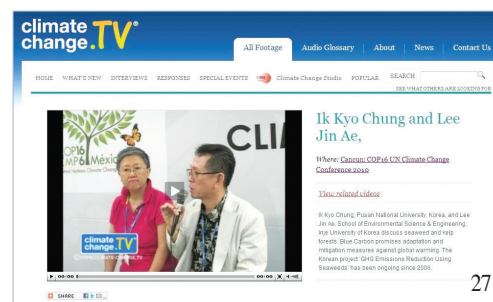 climate
change.TV
All Footage Audio Glossary About News Contact Us
HOME WHAT'S NEW INTERVIEWS RESPONSES SPECIAL EVENTS Climate Change Studio POPULAR SEARCH
SEE WHAT OTHERS ARE LOOKING FOR
OP16
MP6 Méxic
CLI
climate
change.TV
00:00 00:00
Ik Kyo Chung and Lee
Jin Ae,
Where: Cancun: COP16 UN Climate Change
Conference 2010
View related videos
Ik Kyo Chung, Pusan National University, Korea, and Lee
Jin Ae, School of Environmental Science & Engineering,
Inje University of Korea discuss seaweed and kelp
forests. Blue Carbon promises adaptation and
mitigation measures against global warming. The
Korean project 'GHG Emissions Reduction Using
Seaweeds' has been ongoing since 2006.
SHARE
27